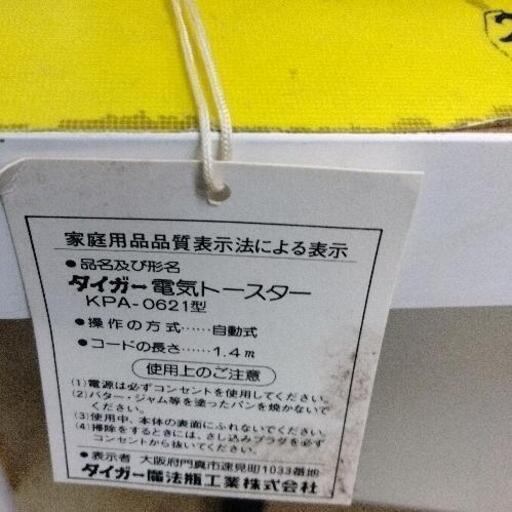 家庭用品品質表示法による表示
●品名及び形名
タイガー電気トースター
KPA-0621型
●操作の方式……自動式
●コードの長さ……1.4m
使用上のご注意
(1)電源は必ずコンセントを使用してください。
(2)バター・ジャム等を塗ったパンを焼かないで
ください。
(3)使用中、本体の表面にふれないでください。
(4)掃除をするときには、さし込みプラグを必ず
コンセントから抜いてください。
●表示者 大阪府門真市速見町1033番地
タイガー魔法瓶工業株式会社